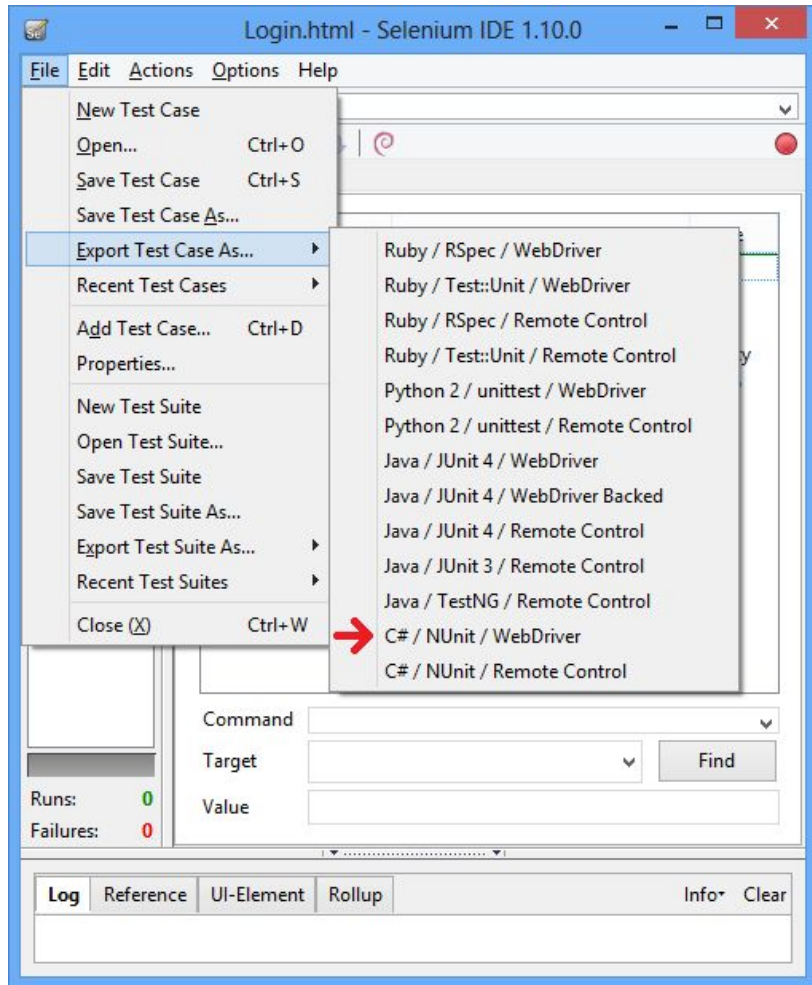 Login.html - Selenium IDE 1.10.0
File Edit Actions Options Help
New Test Case
Open... Ctrl+O
Save Test Case Ctrl+S
Save Test Case As...
Export Test Case As...
Recent Test Cases
Add Test Case... Ctrl+D
Properties...
New Test Suite
Open Test Suite...
Save Test Suite
Save Test Suite As...
Export Test Suite As...
Recent Test Suites
Close (X) Ctrl+W
Ruby / RSpec / WebDriver
Ruby / Test::Unit / WebDriver
Ruby / RSpec / Remote Control
Ruby / Test::Unit / Remote Control
Python 2 / unittest / WebDriver
Python 2 / unittest / Remote Control
Java / JUnit 4 / WebDriver
Java / JUnit 4 / WebDriver Backed
Java / JUnit 4 / Remote Control
Java / JUnit 3 / Remote Control
Java / TestNG / Remote Control
C# / NUnit / WebDriver
C# / NUnit / Remote Control
Command
Target Find
Value
Runs: 0
Failures: 0
Log Reference UI-Element Rollup Info Clear